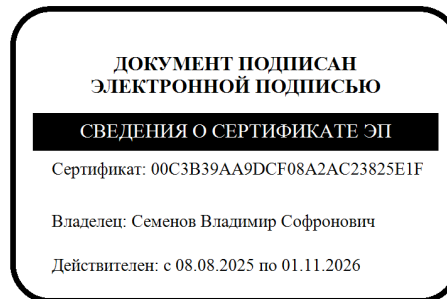 ДОКУМЕНТ ПОДПИСАН
ЭЛЕКТРОННОЙ ПОДПИСЬЮ
СВЕДЕНИЯ О СЕРТИФИКАТЕ ЭП
Сертификат: 00C3B39AA9DCF08A2AC23825E1F
Владелец: Семенов Владимир Софронович
Действителен: с 08.08.2025 по 01.11.2026